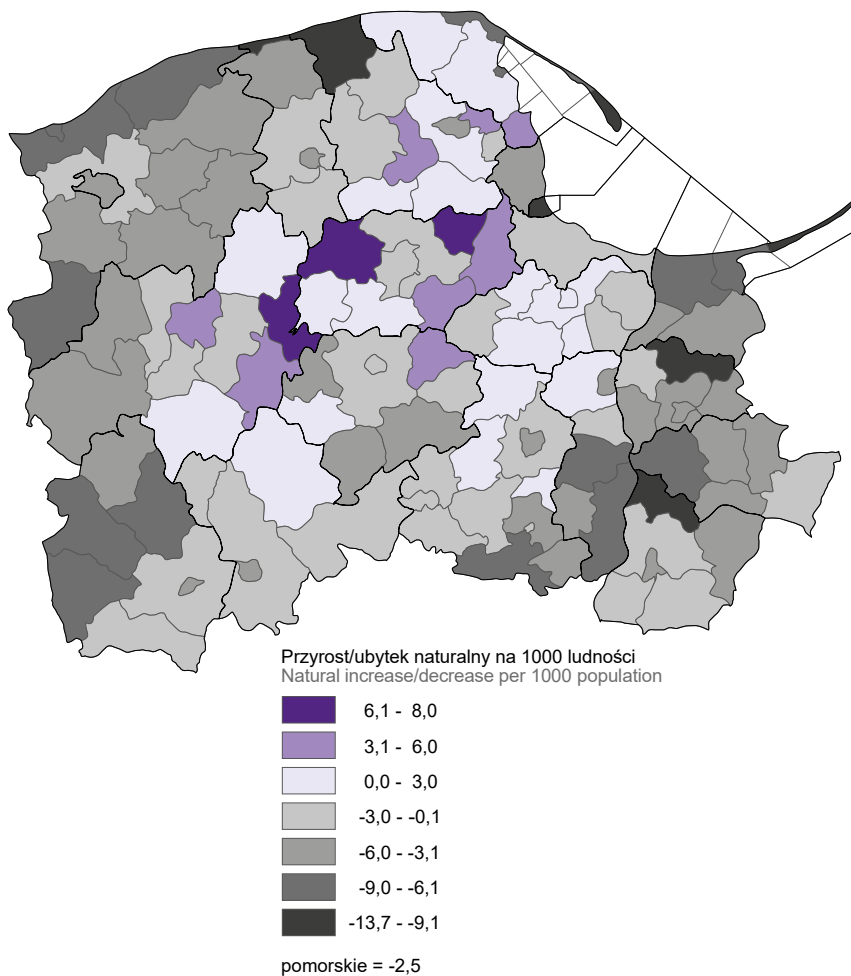 Przyrost/ubytek naturalny na 1000 ludności
Natural increase/decrease per 1000 population
6,1 - 8,0
3,1 - 6,0
0,0 - 3,0
-3,0 - -0,1
-6,0 - -3,1
-9,0 - -6,1
-13,7 - -9,1
pomorskie = -2,5